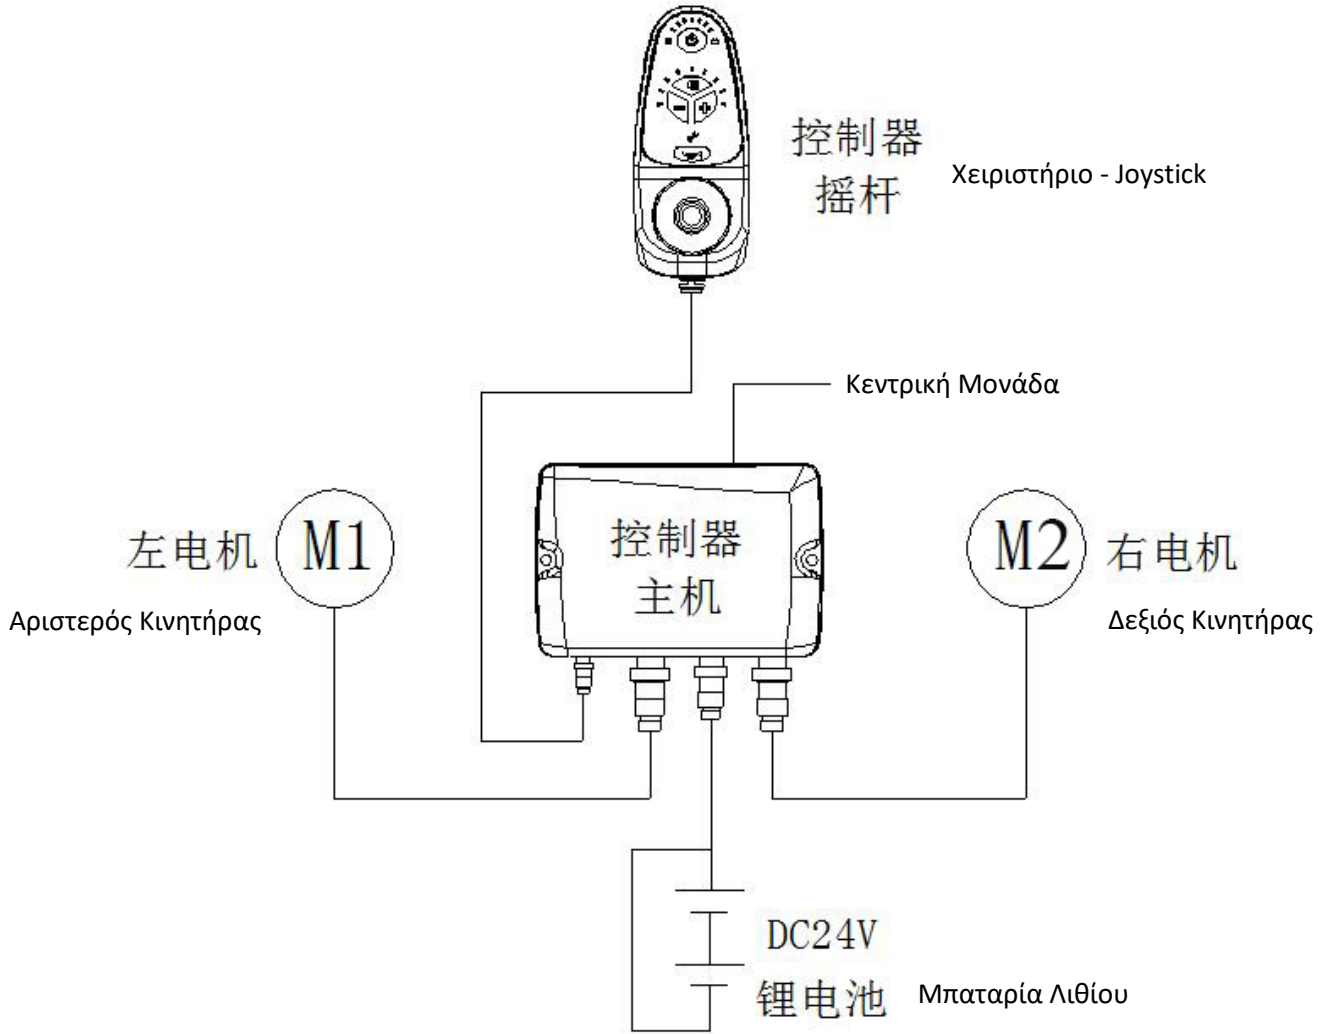 控制器
摇杆
Χειριστήριο - Joystick
Κεντρική Μονάδα
左电机
M1
控制器
主机
M2
右电机
Αριστερός Κινητήρας
Δεξιός Κινητήρας
DC24V
锂电池
Μπαταρία Λιθίου